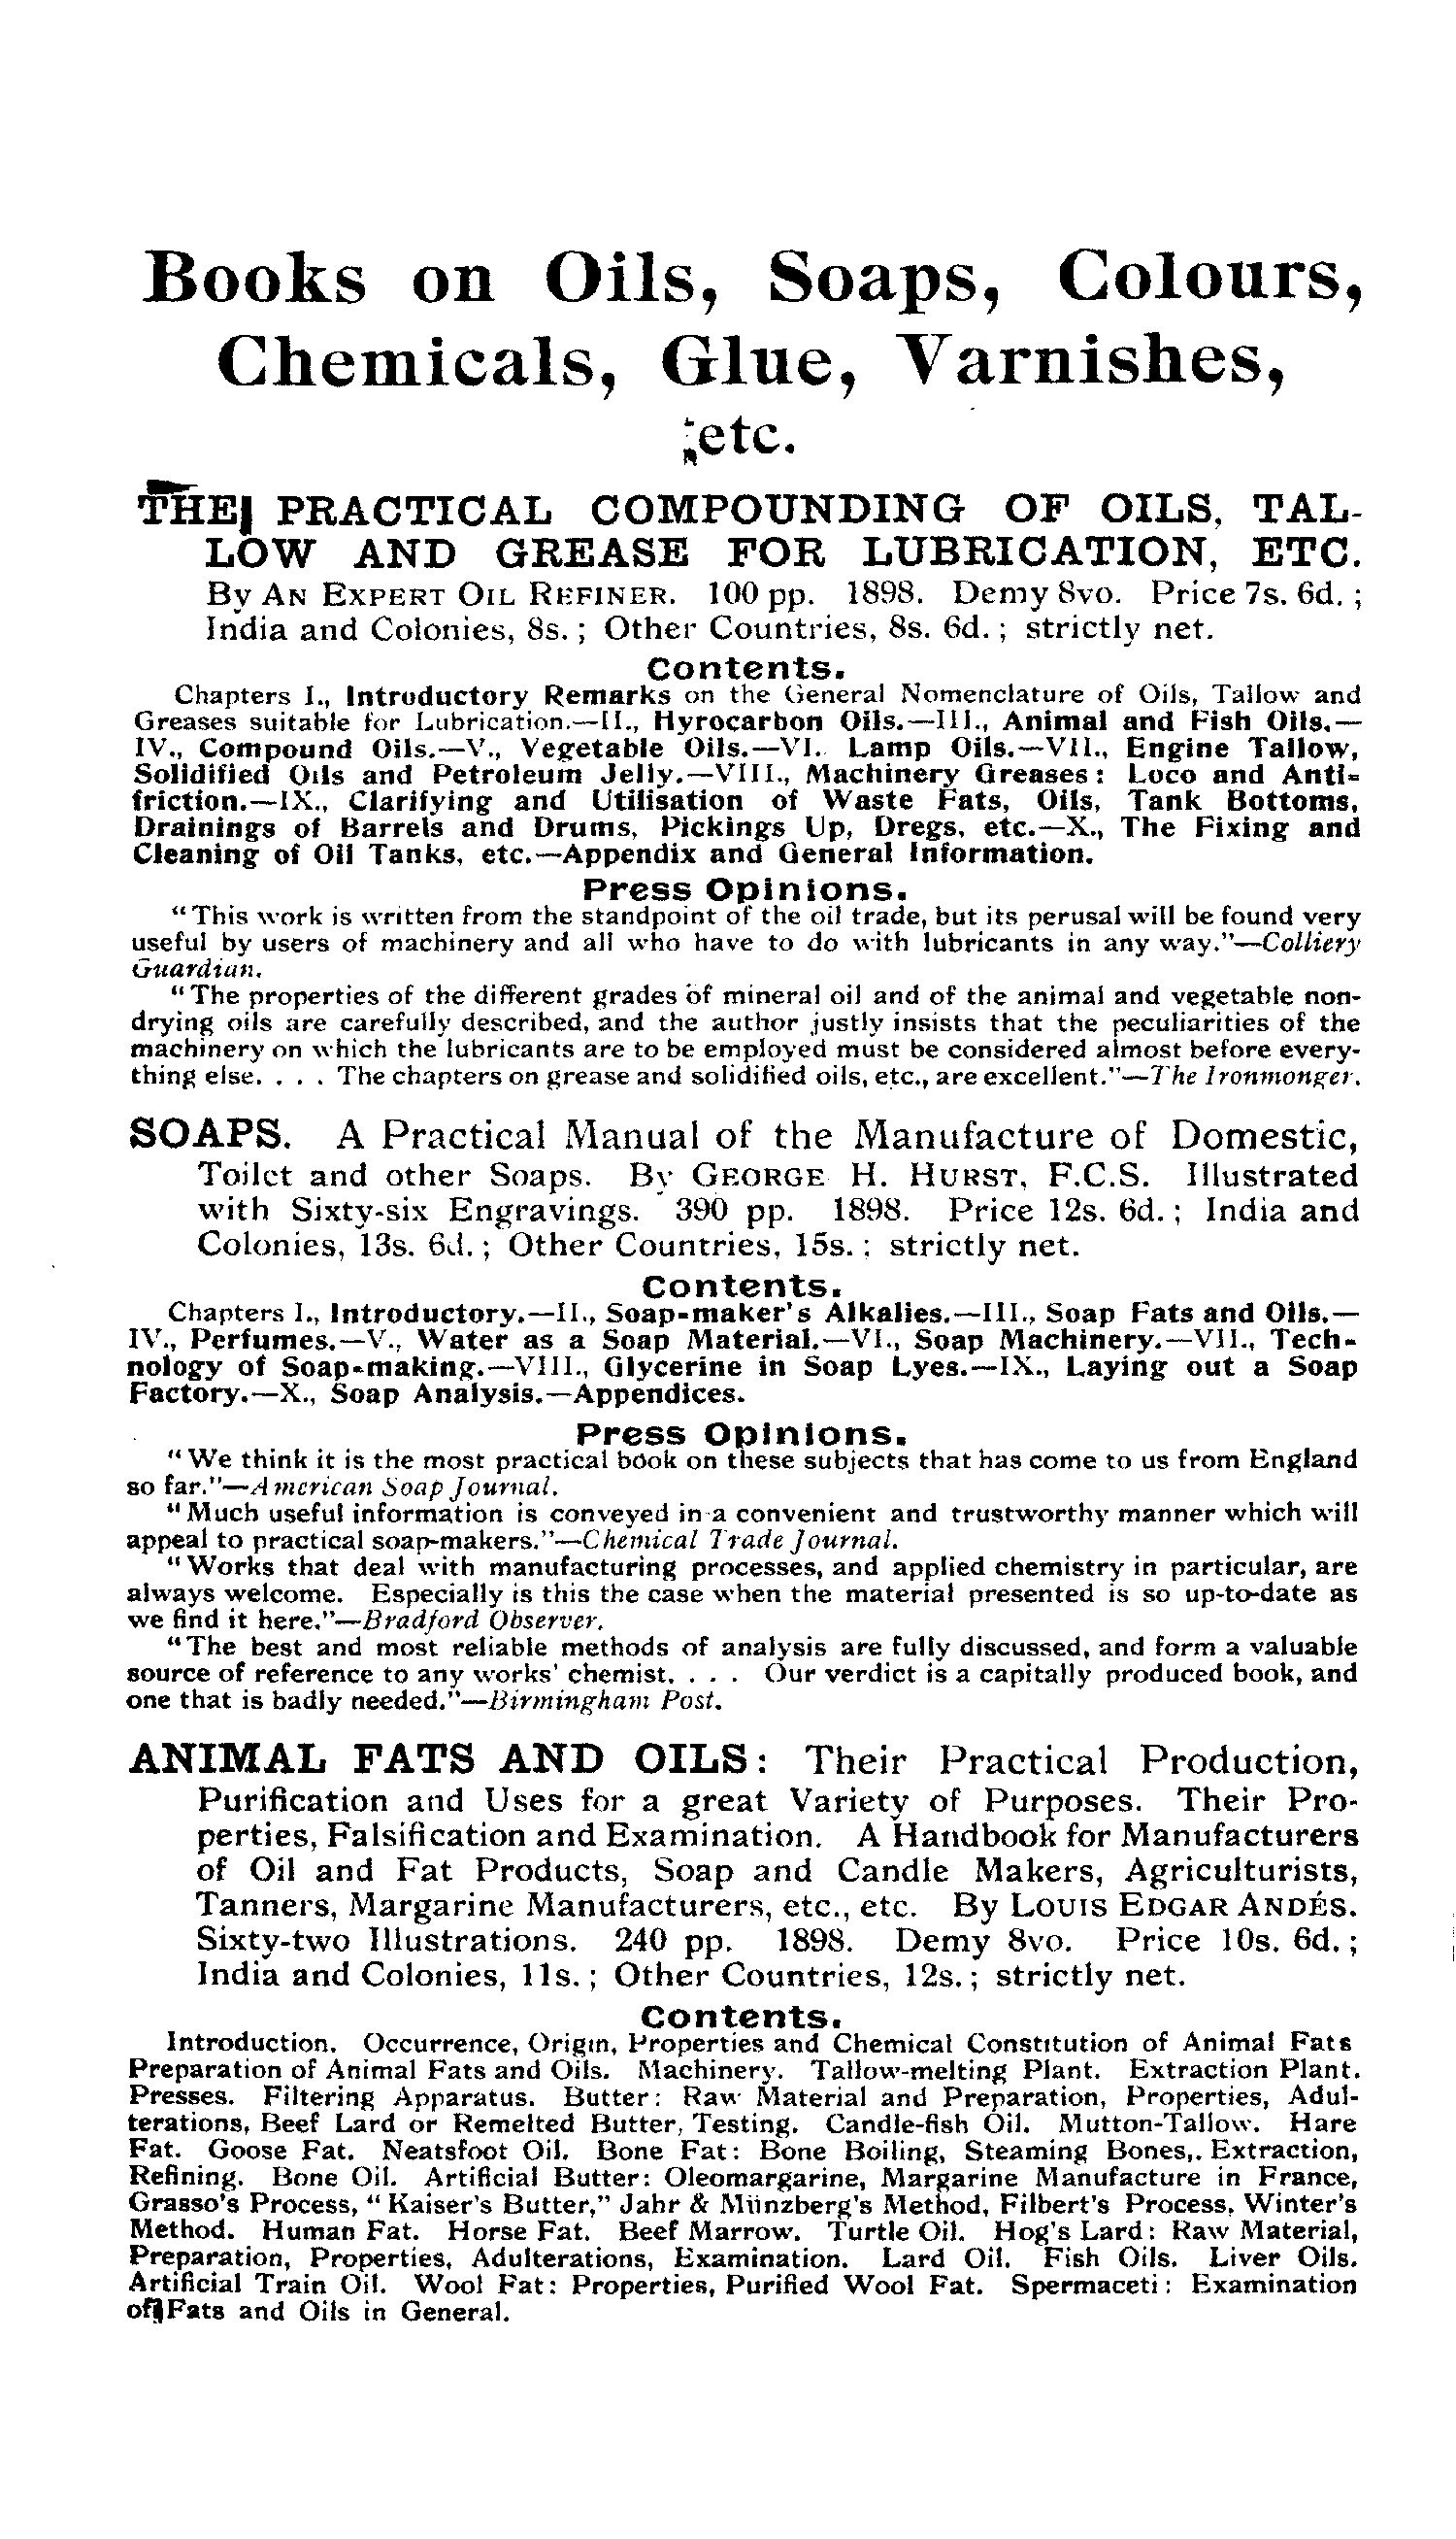 Books on Oils, Soaps, Colours,
Chemicals, Glue, Varnishes,
etc.
THE PRACTICAL COMPOUNDING OF OILS, TAL-
LOW AND GREASE FOR LUBRICATION, ETC.
By AN EXPERT OIL REFINER. 100 pp. 1898. Demy 8vo. Price 7s. 6d. ;
India and Colonies, 8s. ; Other Countries, 8s. 6d. ; strictly net.
Contents.
Chapters I., Introductory Remarks on the General Nomenclature of Oils, Tallow and
Greases suitable for Lubrication.—II., Hyrocarbon Oils.—III., Animal and Fish Oils.—
IV., Compound Oils.—V., Vegetable Oils.—VI. Lamp Oils.—VII., Engine Tallow,
Solidified Oils and Petroleum Jelly.—VIII., Machinery Greases: Loco and Anti-
friction.—IX., Clarifying and Utilisation of Waste Fats, Oils, Tank Bottoms,
Drainings of Barrels and Drums, Pickings Up, Dregs, etc.—X., The Fixing and
Cleaning of Oil Tanks, etc.—Appendix and General Information.
Press Opinions.
"This work is written from the standpoint of the oil trade, but its perusal will be found very
useful by users of machinery and all who have to do with lubricants in any way."—Colliery
Guardian.
"The properties of the different grades of mineral oil and of the animal and vegetable non-
drying oils are carefully described, and the author justly insists that the peculiarities of the
machinery on which the lubricants are to be employed must be considered almost before every-
thing else. . . . The chapters on grease and solidified oils, etc., are excellent."—The Ironmonger.
SOAPS. A Practical Manual of the Manufacture of Domestic,
Toilet and other Soaps. By GEORGE H. HURST, F.C.S. Illustrated
with Sixty-six Engravings. 390 pp. 1898. Price 12s. 6d. ; India and
Colonies, 13s. 6d. ; Other Countries, 15s. ; strictly net.
Contents.
Chapters I., Introductory.—II., Soap-maker's Alkalies.—III., Soap Fats and Oils.—
IV., Perfumes.—V., Water as a Soap Material.—VI., Soap Machinery.—VII., Tech-
nology of Soap-making.—VIII., Glycerine in Soap Lyes.—IX., Laying out a Soap
Factory.—X., Soap Analysis.—Appendices.
Press Opinions.
"We think it is the most practical book on these subjects that has come to us from England
so far."—American Soap Journal.
"Much useful information is conveyed in a convenient and trustworthy manner which will
appeal to practical soap-makers."—Chemical Trade Journal.
"Works that deal with manufacturing processes, and applied chemistry in particular, are
always welcome. Especially is this the case when the material presented is so up-to-date as
we find it here."—Bradford Observer.
"The best and most reliable methods of analysis are fully discussed, and form a valuable
source of reference to any works' chemist. . . . Our verdict is a capitally produced book, and
one that is badly needed."—Birmingham Post.
ANIMAL FATS AND OILS: Their Practical Production,
Purification and Uses for a great Variety of Purposes. Their Pro-
perties, Falsification and Examination. A Handbook for Manufacturers
of Oil and Fat Products, Soap and Candle Makers, Agriculturists,
Tanners, Margarine Manufacturers, etc., etc. By LOUIS EDGAR ANDÉS.
Sixty-two Illustrations. 240 pp. 1898. Demy 8vo. Price 10s. 6d. ;
India and Colonies, 11s. ; Other Countries, 12s. ; strictly net.
Contents.
Introduction. Occurrence, Origin, Properties and Chemical Constitution of Animal Fats
Preparation of Animal Fats and Oils. Machinery. Tallow-melting Plant. Extraction Plant.
Presses. Filtering Apparatus. Butter: Raw Material and Preparation, Properties, Adul-
terations, Beef Lard or Remelted Butter, Testing. Candle-fish Oil. Mutton-Tallow. Hare
Fat. Goose Fat. Neatsfoot Oil. Bone Fat: Bone Boiling, Steaming Bones,. Extraction,
Refining. Bone Oil. Artificial Butter: Oleomargarine, Margarine Manufacture in France,
Grasso's Process, "Kaiser's Butter," Jahr & Münzberg's Method, Filbert's Process, Winter's
Method. Human Fat. Horse Fat. Beef Marrow. Turtle Oil. Hog's Lard: Raw Material,
Preparation, Properties, Adulterations, Examination. Lard Oil. Fish Oils. Liver Oils.
Artificial Train Oil. Wool Fat: Properties, Purified Wool Fat. Spermaceti: Examination
of Fats and Oils in General.